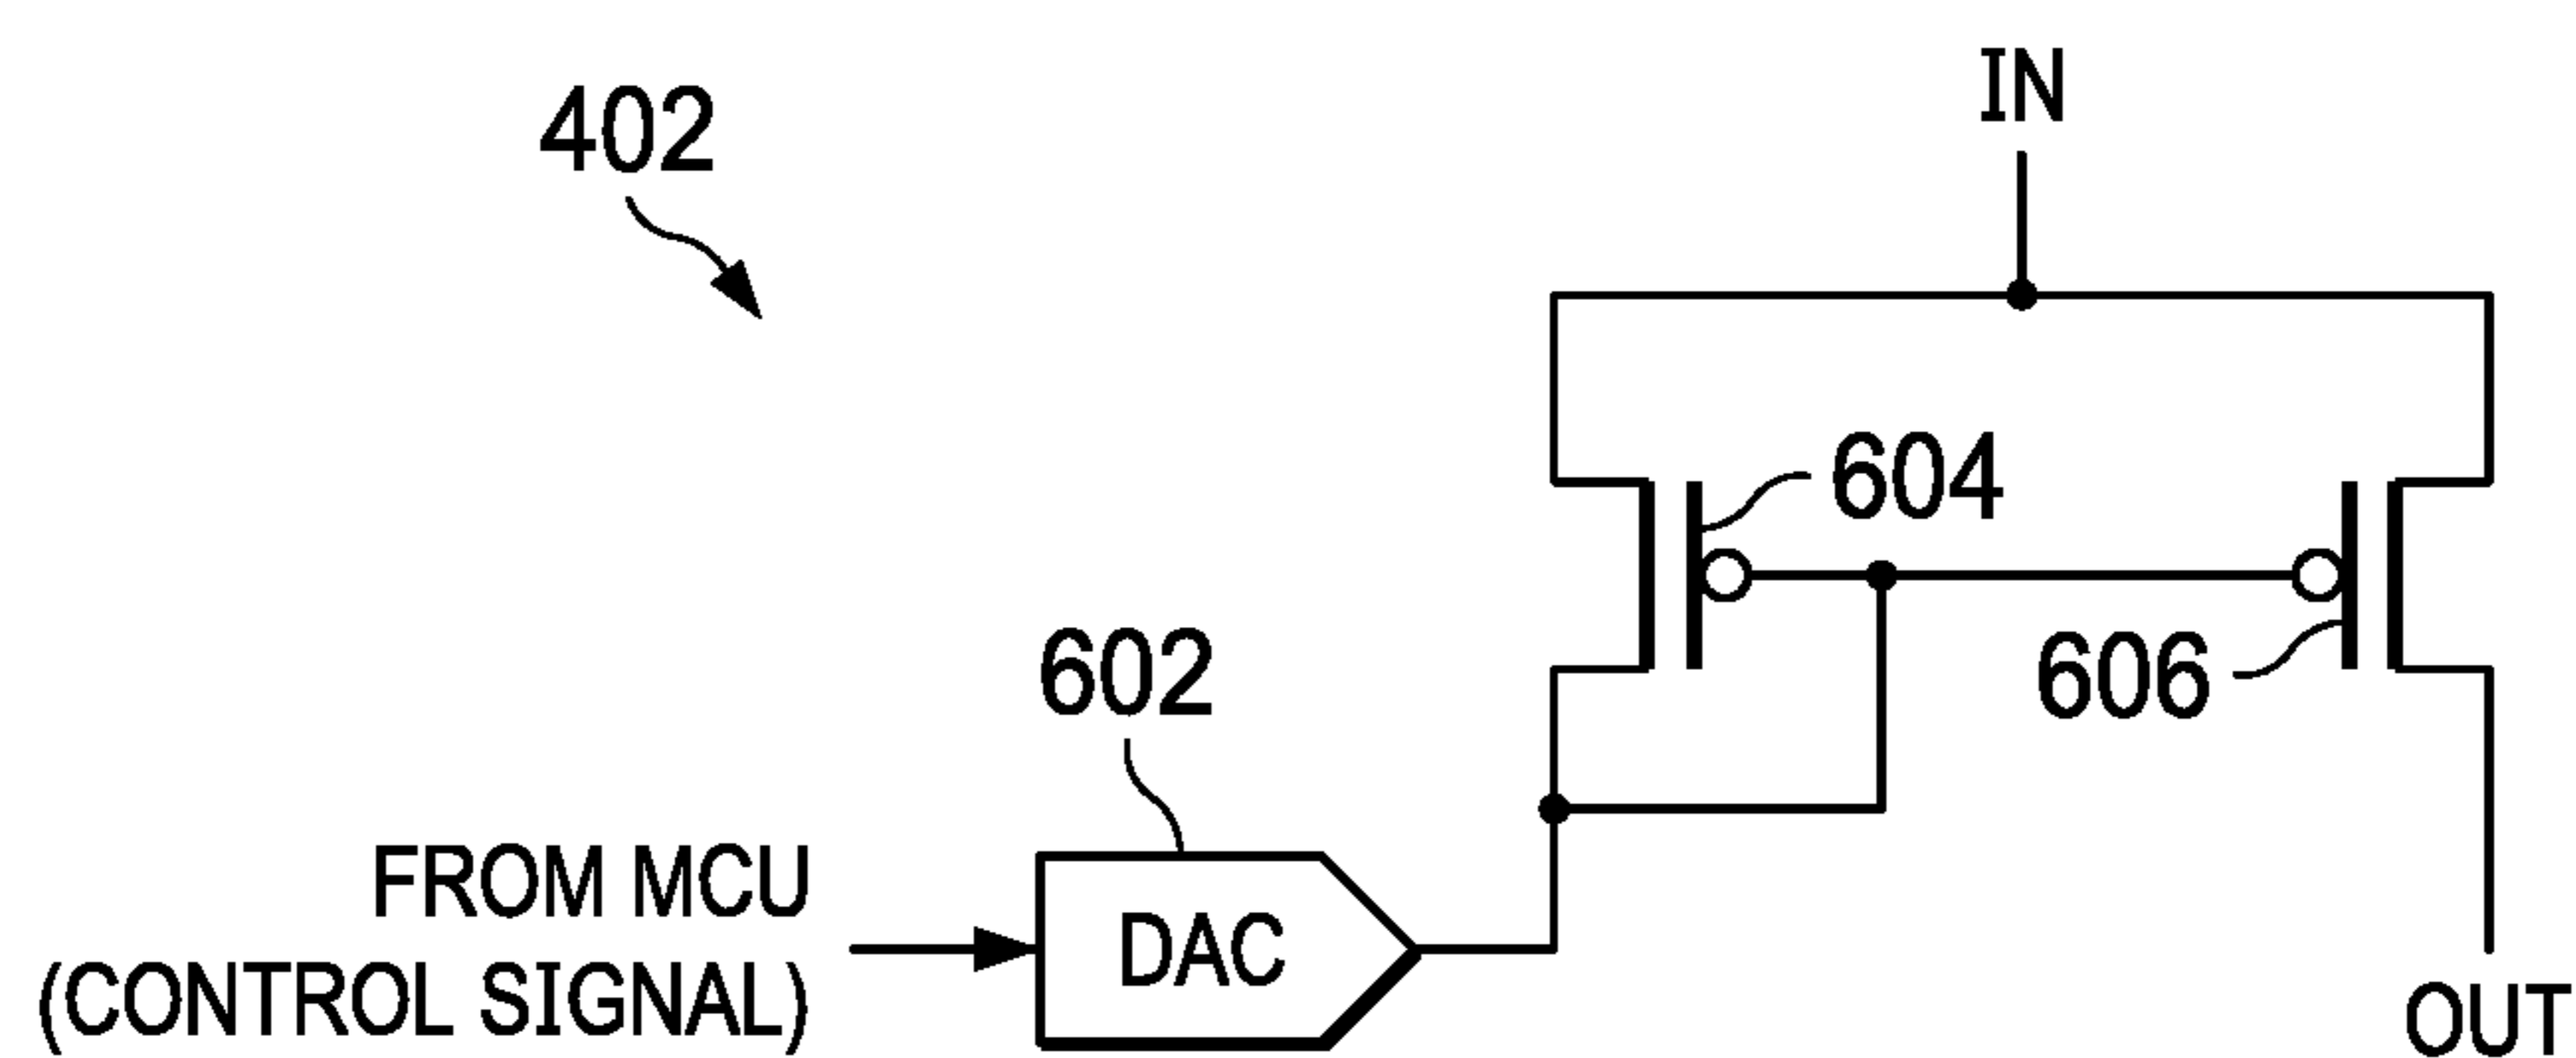 402
IN
604
606
602
FROM MCU
(CONTROL SIGNAL)
DAC
OUT